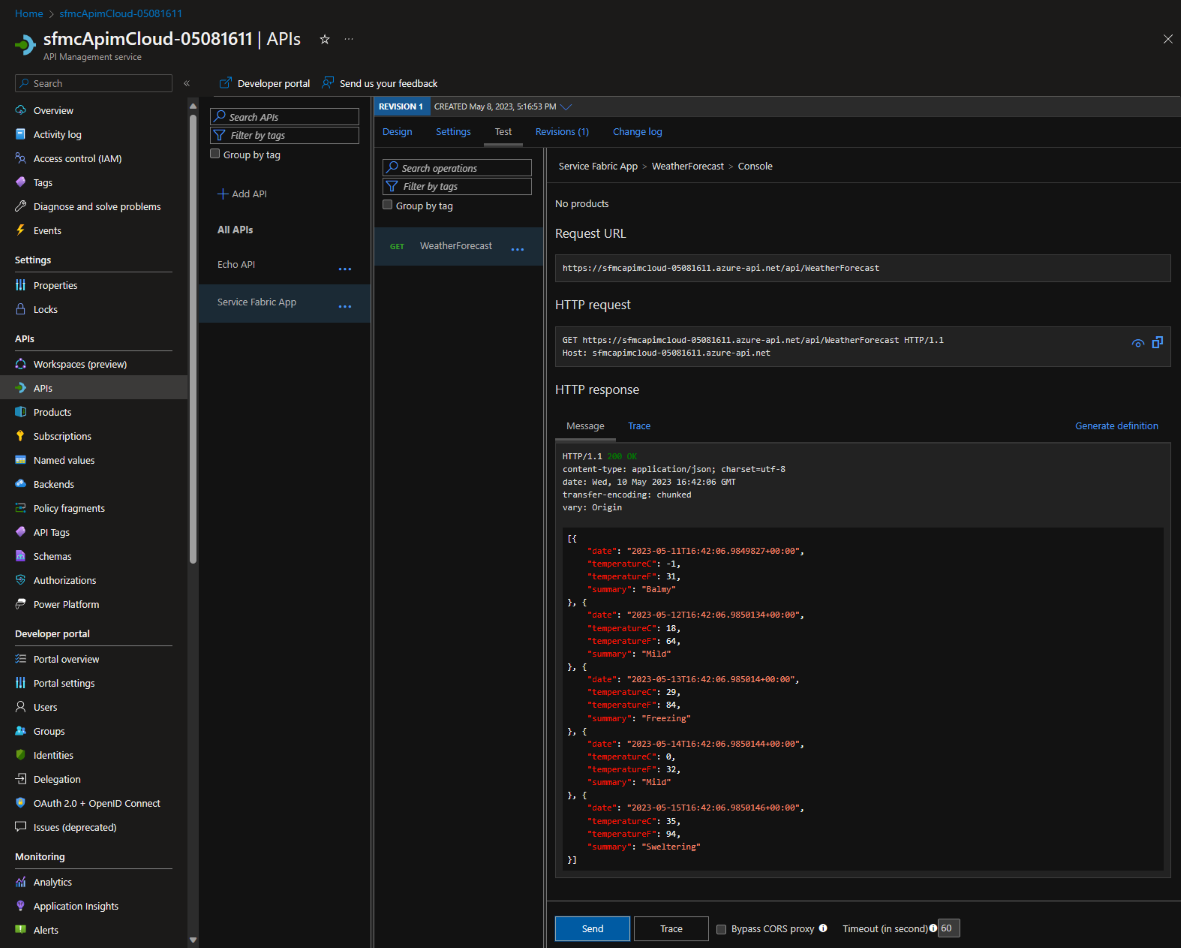 Home > sfmcApimCloud-05081611
sfmcApimCloud-05081611 | APIs
API Management service
Search
Overview
Activity log
Access control (IAM)
Tags
Diagnose and solve problems
Events
Settings
Properties
Locks
APIs
Workspaces (preview)
APIs
Products
Subscriptions
Named values
Backends
Policy fragments
API Tags
Schemas
Authorizations
Power Platform
Developer portal
Portal overview
Portal settings
Users
Groups
Identities
Delegation
OAuth 2.0 + OpenID Connect
Issues (deprecated)
Monitoring
Analytics
Application Insights
Alerts
Developer portal
Send us your feedback
Search APIs
Filter by tags
Group by tag
+ Add API
All APIs
Echo API ...
Service Fabric App ...
REVISION 1 CREATED May 8, 2023, 5:16:53 PM
Design Settings Test Revisions (1) Change log
Search operations
Filter by tags
Group by tag
GET WeatherForecast ...
Service Fabric App > WeatherForecast > Console
No products
Request URL
https://sfmcapimcloud-05081611.azure-api.net/api/WeatherForecast
HTTP request
GET https://sfmcapimcloud-05081611.azure-api.net/api/WeatherForecast HTTP/1.1
Host: sfmcapimcloud-05081611.azure-api.net
HTTP response
Message Trace Generate definition
HTTP/1.1 200 OK
content-type: application/json; charset=utf-8
date: Wed, 10 May 2023 16:42:06 GMT
transfer-encoding: chunked
vary: Origin
[{
"date": "2023-05-11T16:42:06.9849827+00:00",
"temperatureC": -1,
"temperatureF": 31,
"summary": "Balmy"
}, {
"date": "2023-05-12T16:42:06.9850134+00:00",
"temperatureC": 18,
"temperatureF": 64,
"summary": "Mild"
}, {
"date": "2023-05-13T16:42:06.985014+00:00",
"temperatureC": 29,
"temperatureF": 84,
"summary": "Freezing"
}, {
"date": "2023-05-14T16:42:06.9850144+00:00",
"temperatureC": 0,
"temperatureF": 32,
"summary": "Mild"
}, {
"date": "2023-05-15T16:42:06.9850146+00:00",
"temperatureC": 35,
"temperatureF": 94,
"summary": "Sweltering"
}]
Send Trace Bypass CORS proxy Timeout (in second) 60